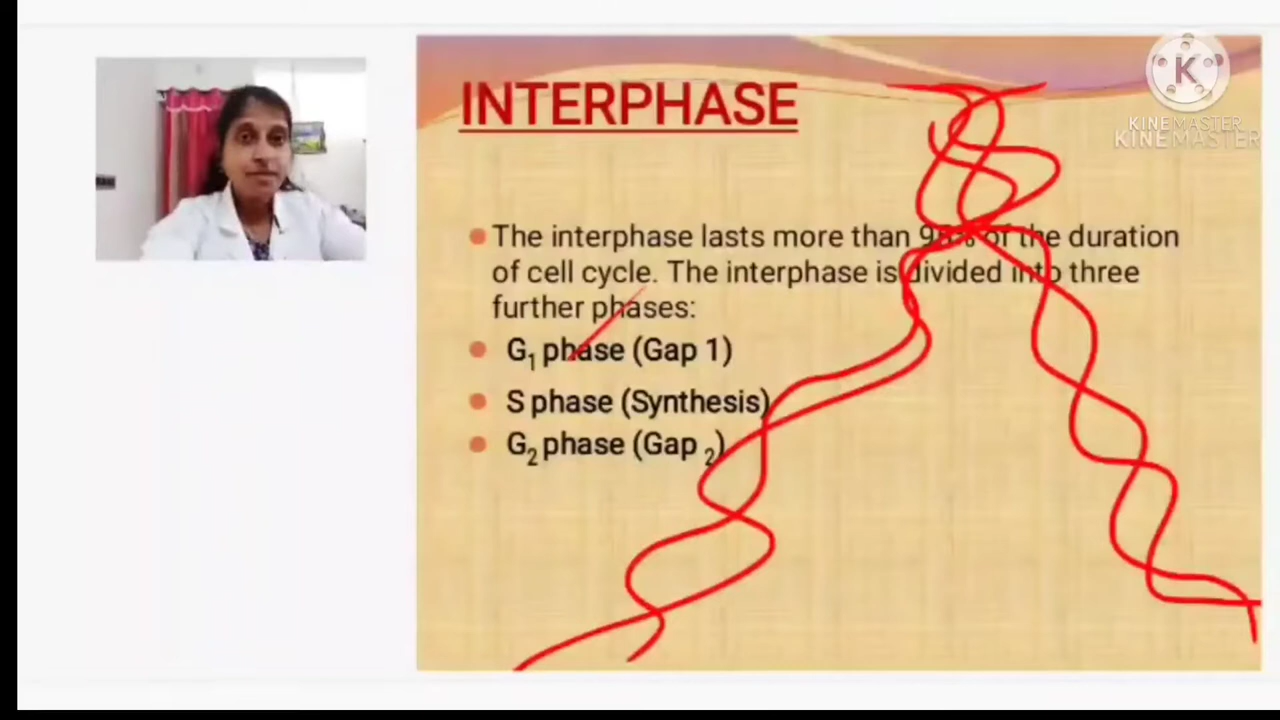 INTERPHASE
K
KINEMASTER
KINEMASTER
The interphase lasts more than of the duration
of cell cycle. The interphase is divided into three
further phases:
G1 phase (Gap 1)
S phase (Synthesis)
G2 phase (Gap 2)